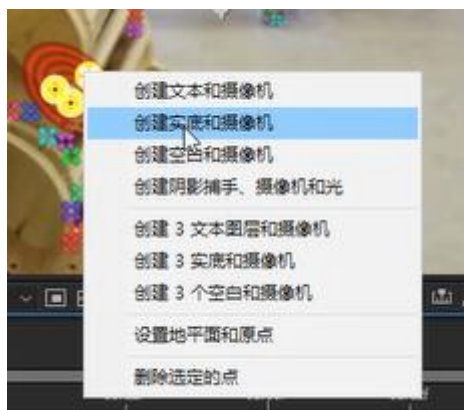 创建文本和摄像机
创建实底和摄像机
创建空白和摄像机
创建阴影捕手、摄像机和光
创建 3 文本图层和摄像机
创建 3 实底和摄像机
创建 3 个空白和摄像机
设置地平面和原点
删除选定的点